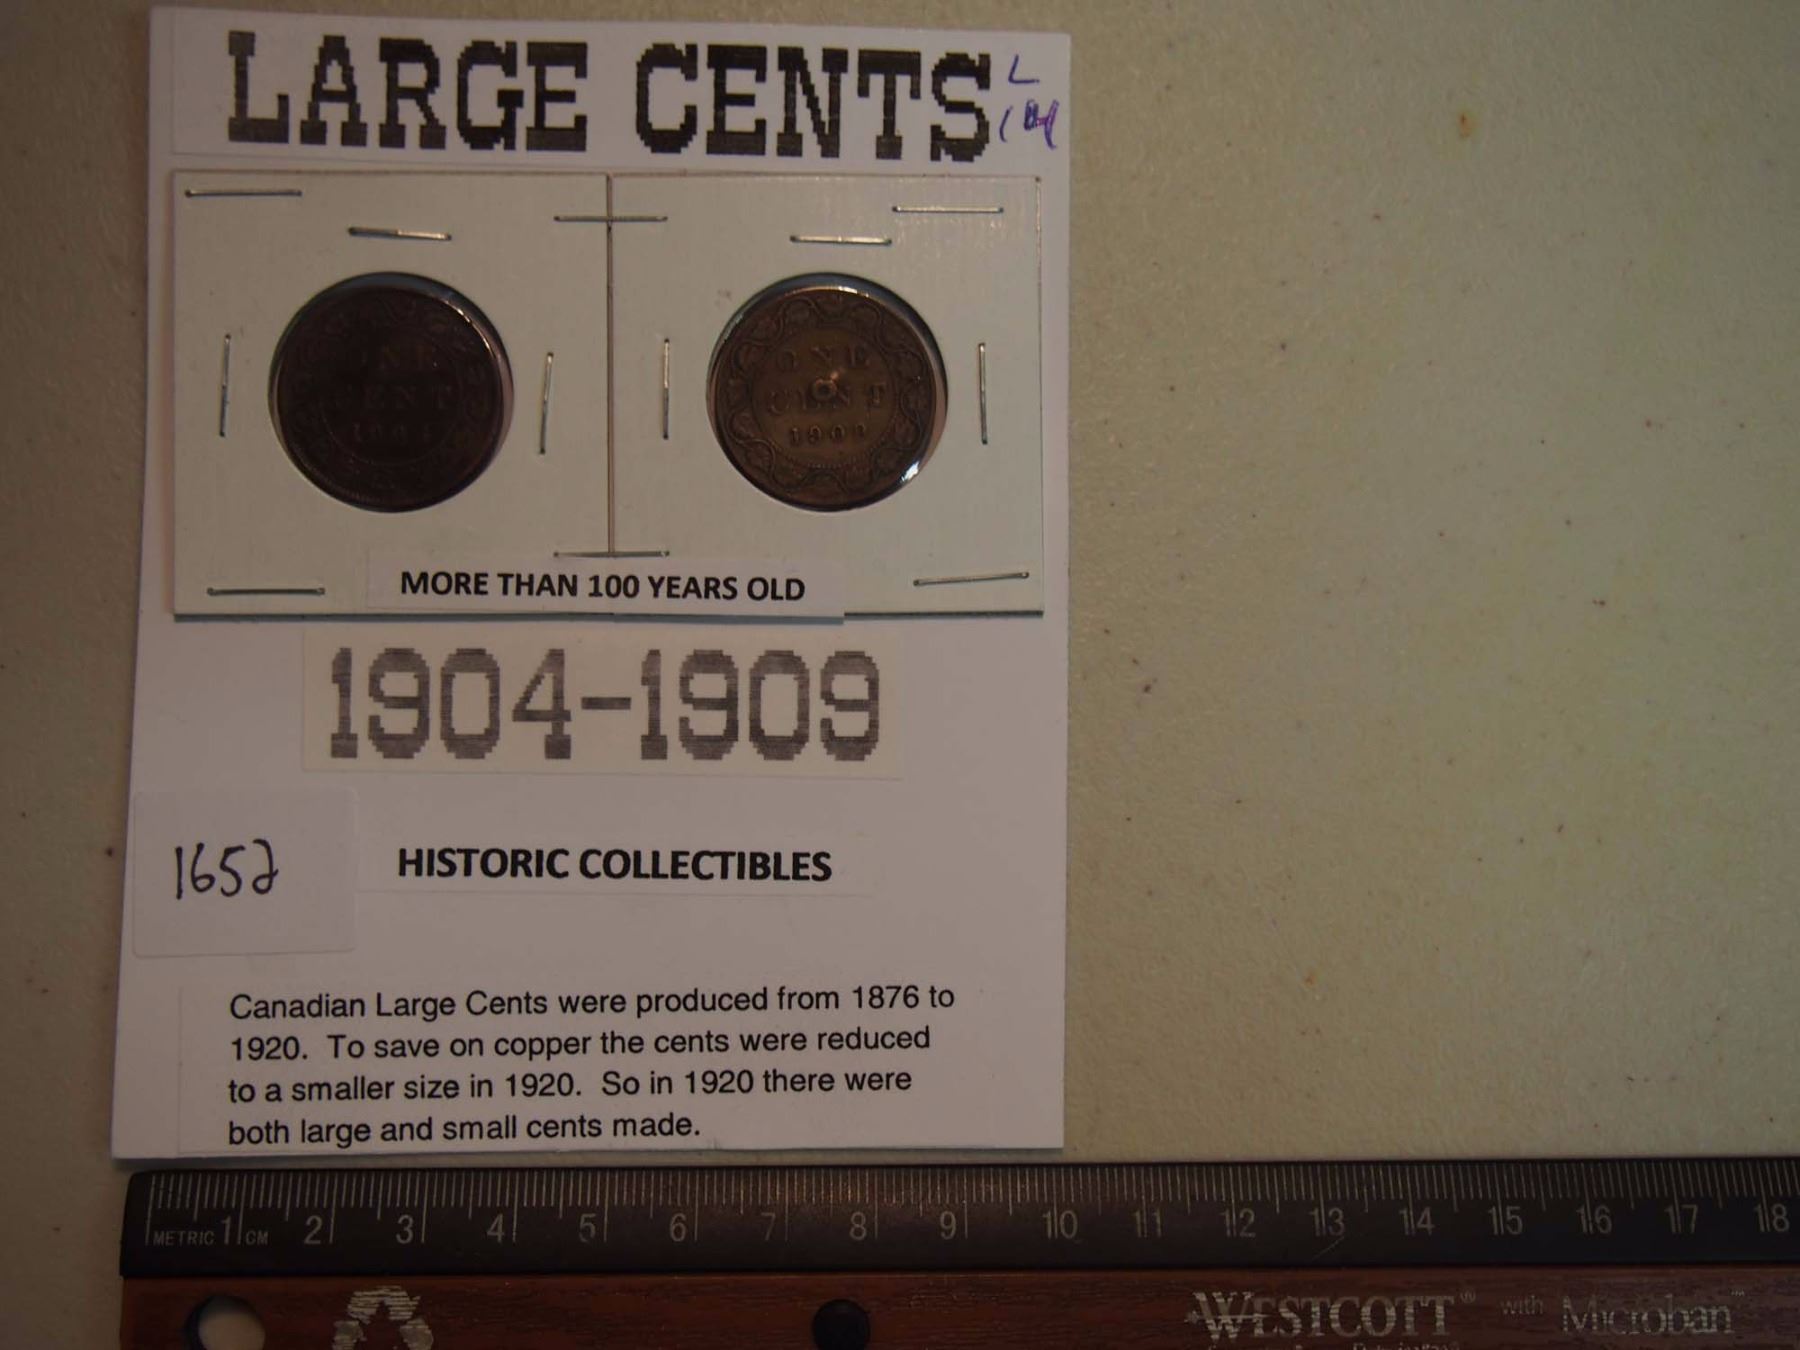 LARGE CENTS
L
ONE
CENT
1904
ONE
CENT
1909
MORE THAN 100 YEARS OLD
1904-1909
1652
HISTORIC COLLECTIBLES
Canadian Large Cents were produced from 1876 to
1920. To save on copper the cents were reduced
to a smaller size in 1920. So in 1920 there were
both large and small cents made.
METRIC 1 CM 2 3 4 5 6 7 8 9 10 11 12 13 14 15 16 17 18
WESTCOTT® with Microban™